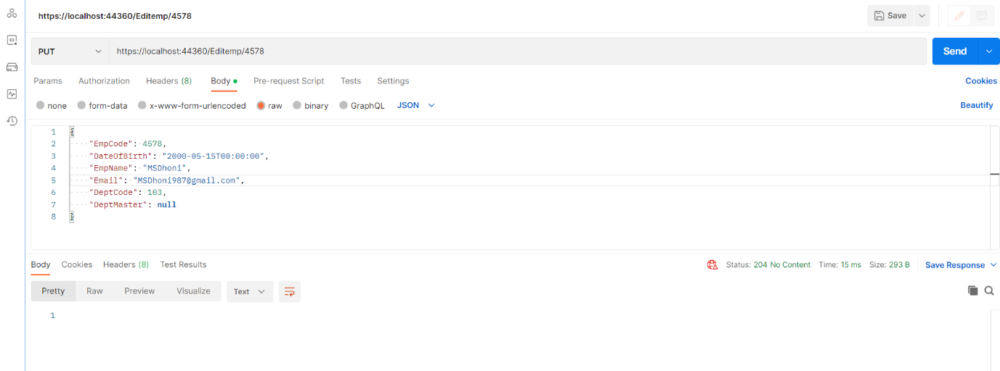 https://localhost:44360/Editemp/4578
Save
PUT
https://localhost:44360/Editemp/4578
Send
Params Authorization Headers (8) Body Pre-request Script Tests Settings Cookies
none form-data x-www-form-urlencoded raw binary GraphQL JSON Beautify
1 {
2 "EmpCode": 4578,
3 "DateOfBirth": "2000-05-15T00:00:00",
4 "EmpName": "MSDhoni",
5 "Email": "MSDhoni987@gmail.com",
6 "DeptCode": 103,
7 "DeptMaster": null
8 }
Body Cookies Headers (8) Test Results Status: 204 No Content Time: 15 ms Size: 293 B Save Response
Pretty Raw Preview Visualize Text
1